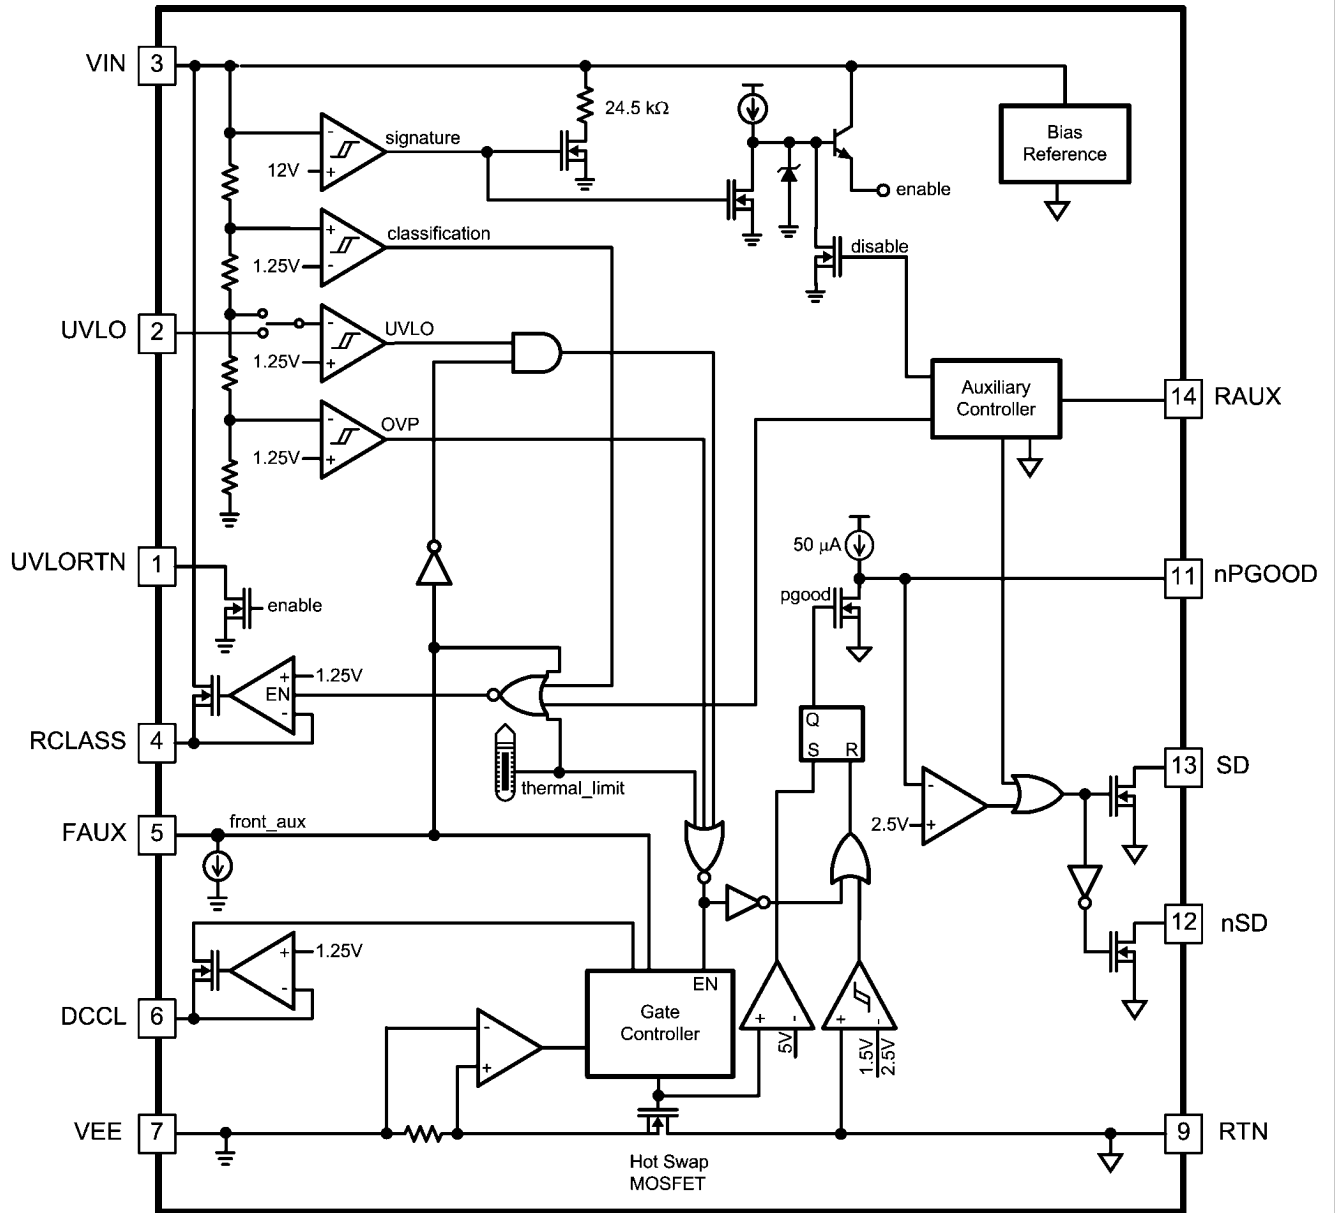 VIN 3
24.5 kΩ
Bias
Reference
-
signature
12V
+
enable
+
classification
1.25V
-
disable
UVLO 2
-
UVLO
1.25V
+
Auxiliary
Controller
14 RAUX
-
OVP
1.25V
+
50 µA
UVLORTN 1
11 nPGOOD
enable
pgood
+
1.25V
EN
-
RCLASS 4
Q
S R
13 SD
thermal_limit
-
2.5V
+
FAUX 5
front_aux
12 nSD
+
1.25V
-
EN
Gate
Controller
DCCL 6
+ -
5V
+ -
1.5V
2.5V
-
+
VEE 7
9 RTN
Hot Swap
MOSFET